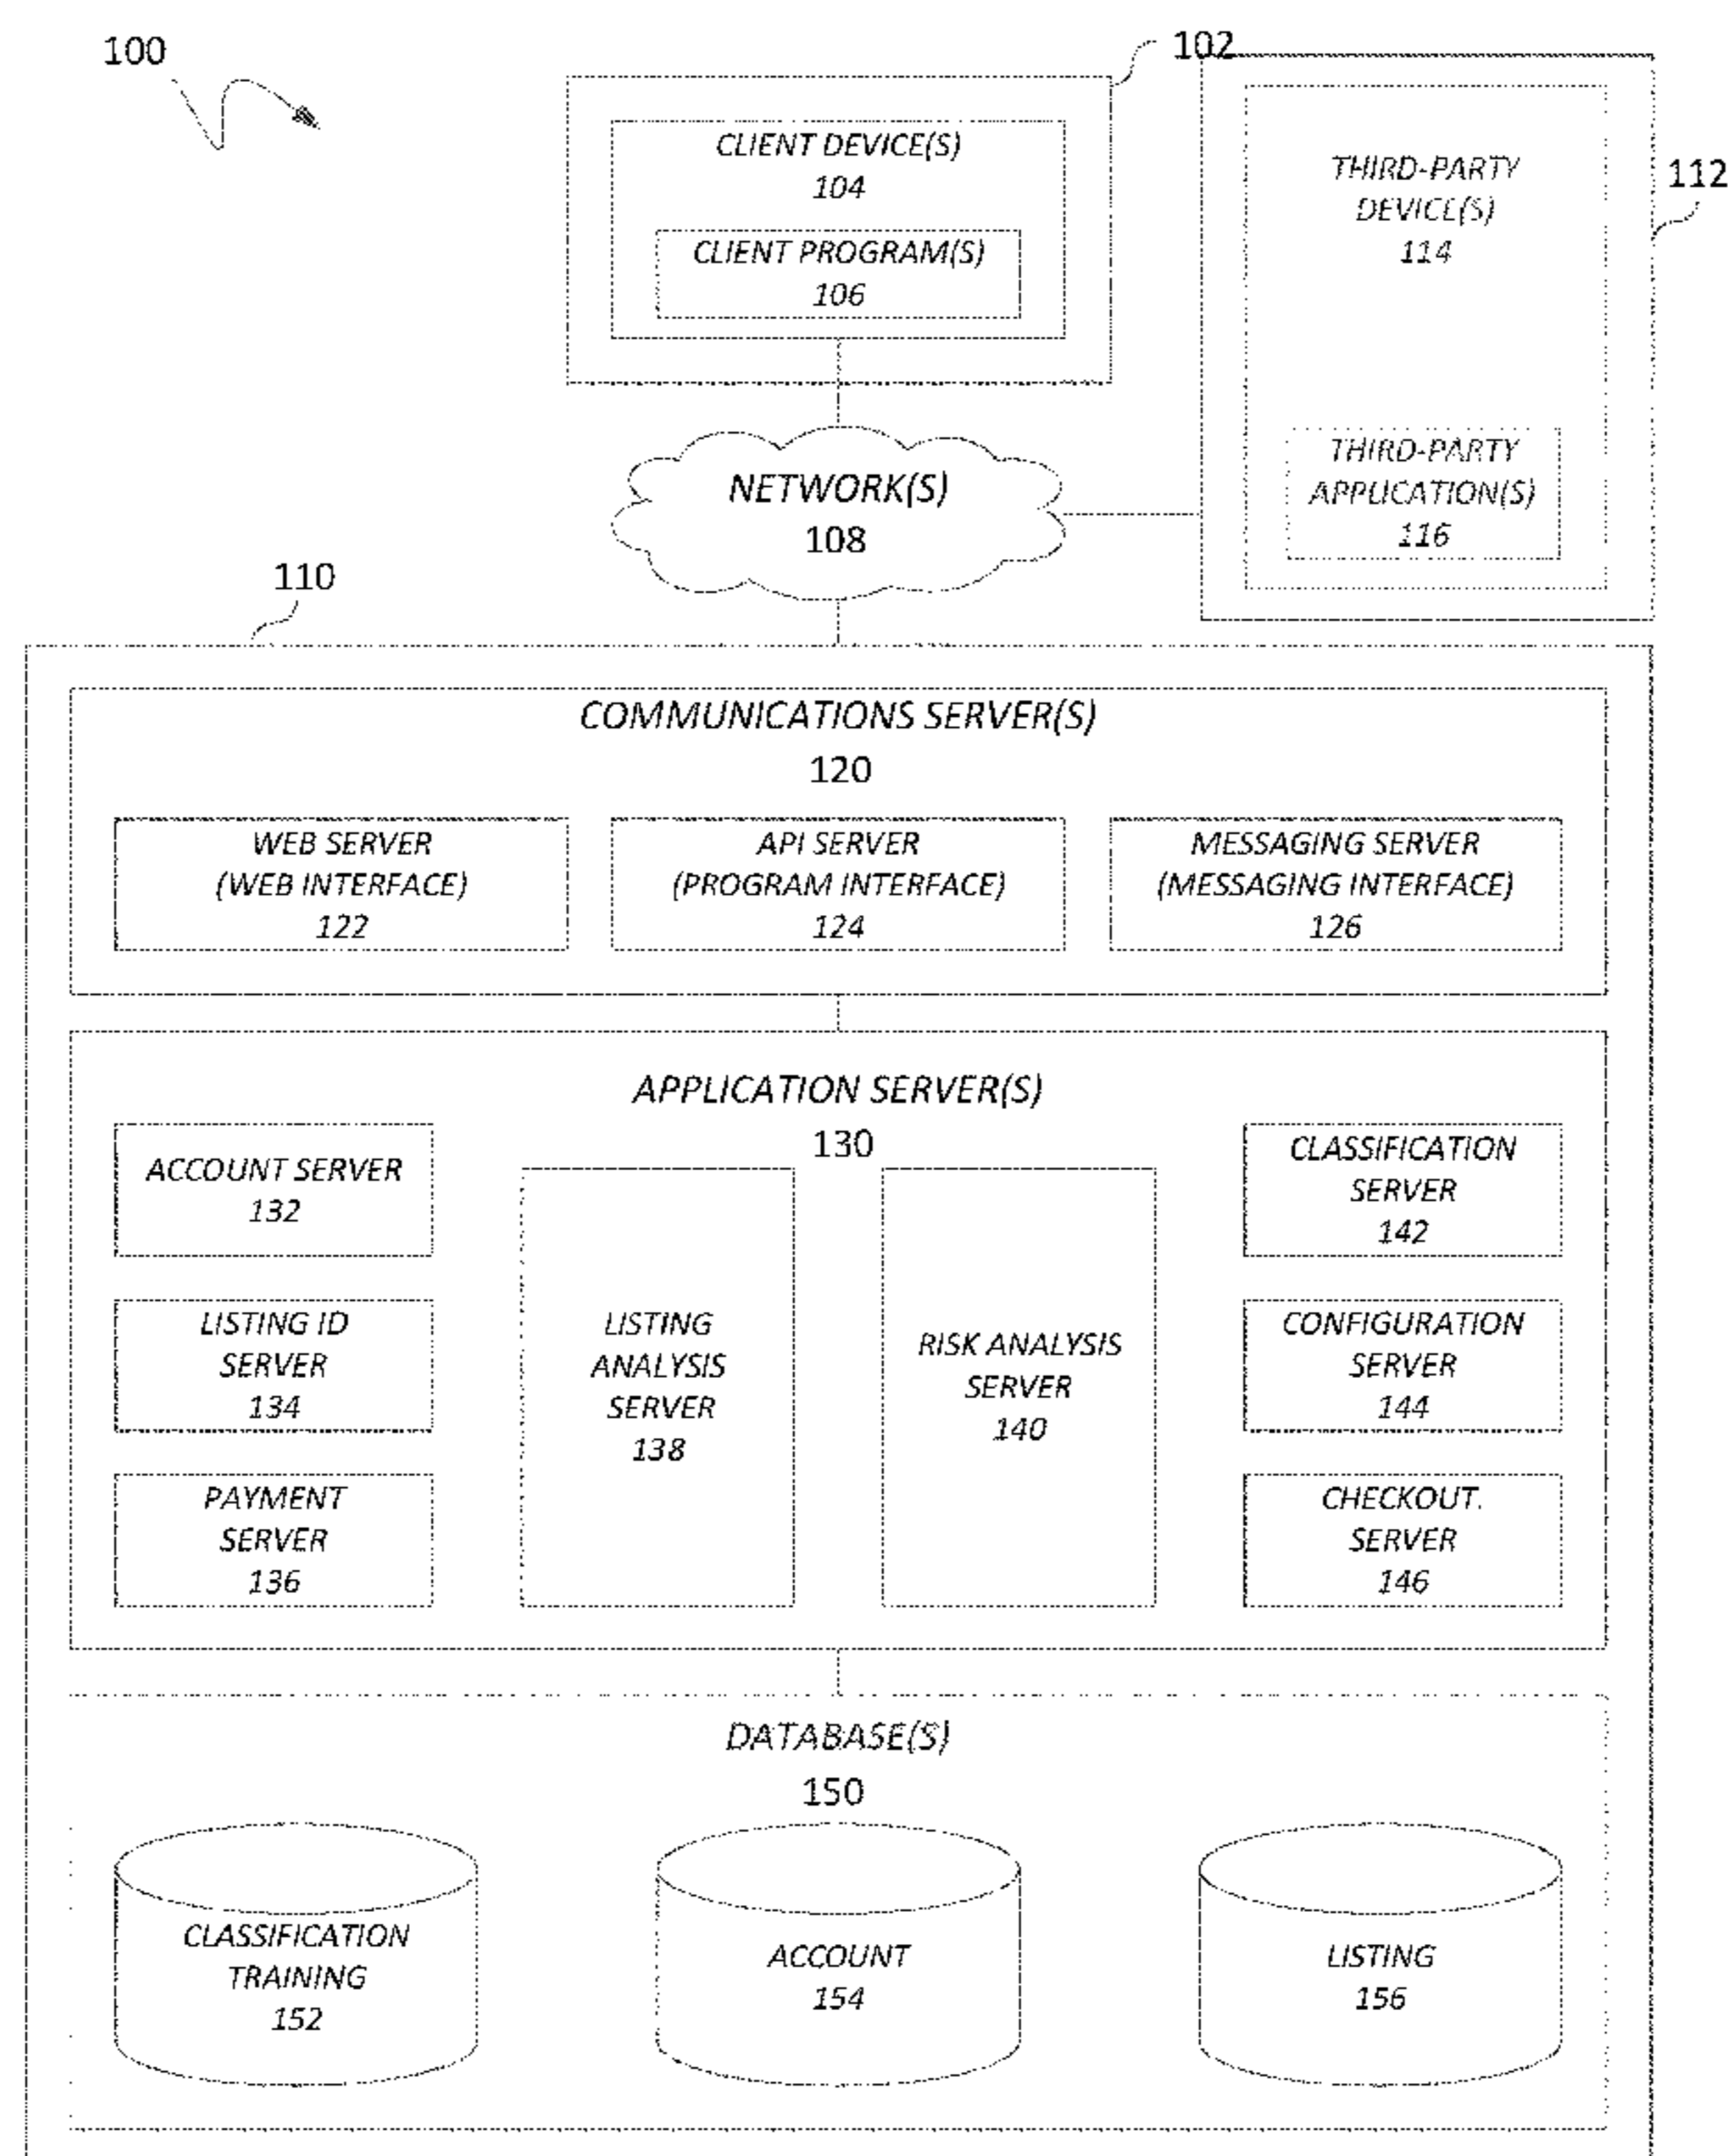 100
102
CLIENT DEVICE(S)
104
CLIENT PROGRAM(S)
106
THIRD-PARTY
DEVICE(S)
114
112
THIRD-PARTY
APPLICATION(S)
116
NETWORK(S)
108
110
COMMUNICATIONS SERVER(S)
120
WEB SERVER
(WEB INTERFACE)
122
API SERVER
(PROGRAM INTERFACE)
124
MESSAGING SERVER
(MESSAGING INTERFACE)
126
APPLICATION SERVER(S)
130
ACCOUNT SERVER
132
LISTING ID
SERVER
134
PAYMENT
SERVER
136
LISTING
ANALYSIS
SERVER
138
RISK ANALYSIS
SERVER
140
CLASSIFICATION
SERVER
142
CONFIGURATION
SERVER
144
CHECKOUT.
SERVER
146
DATABASE(S)
150
CLASSIFICATION
TRAINING
152
ACCOUNT
154
LISTING
156